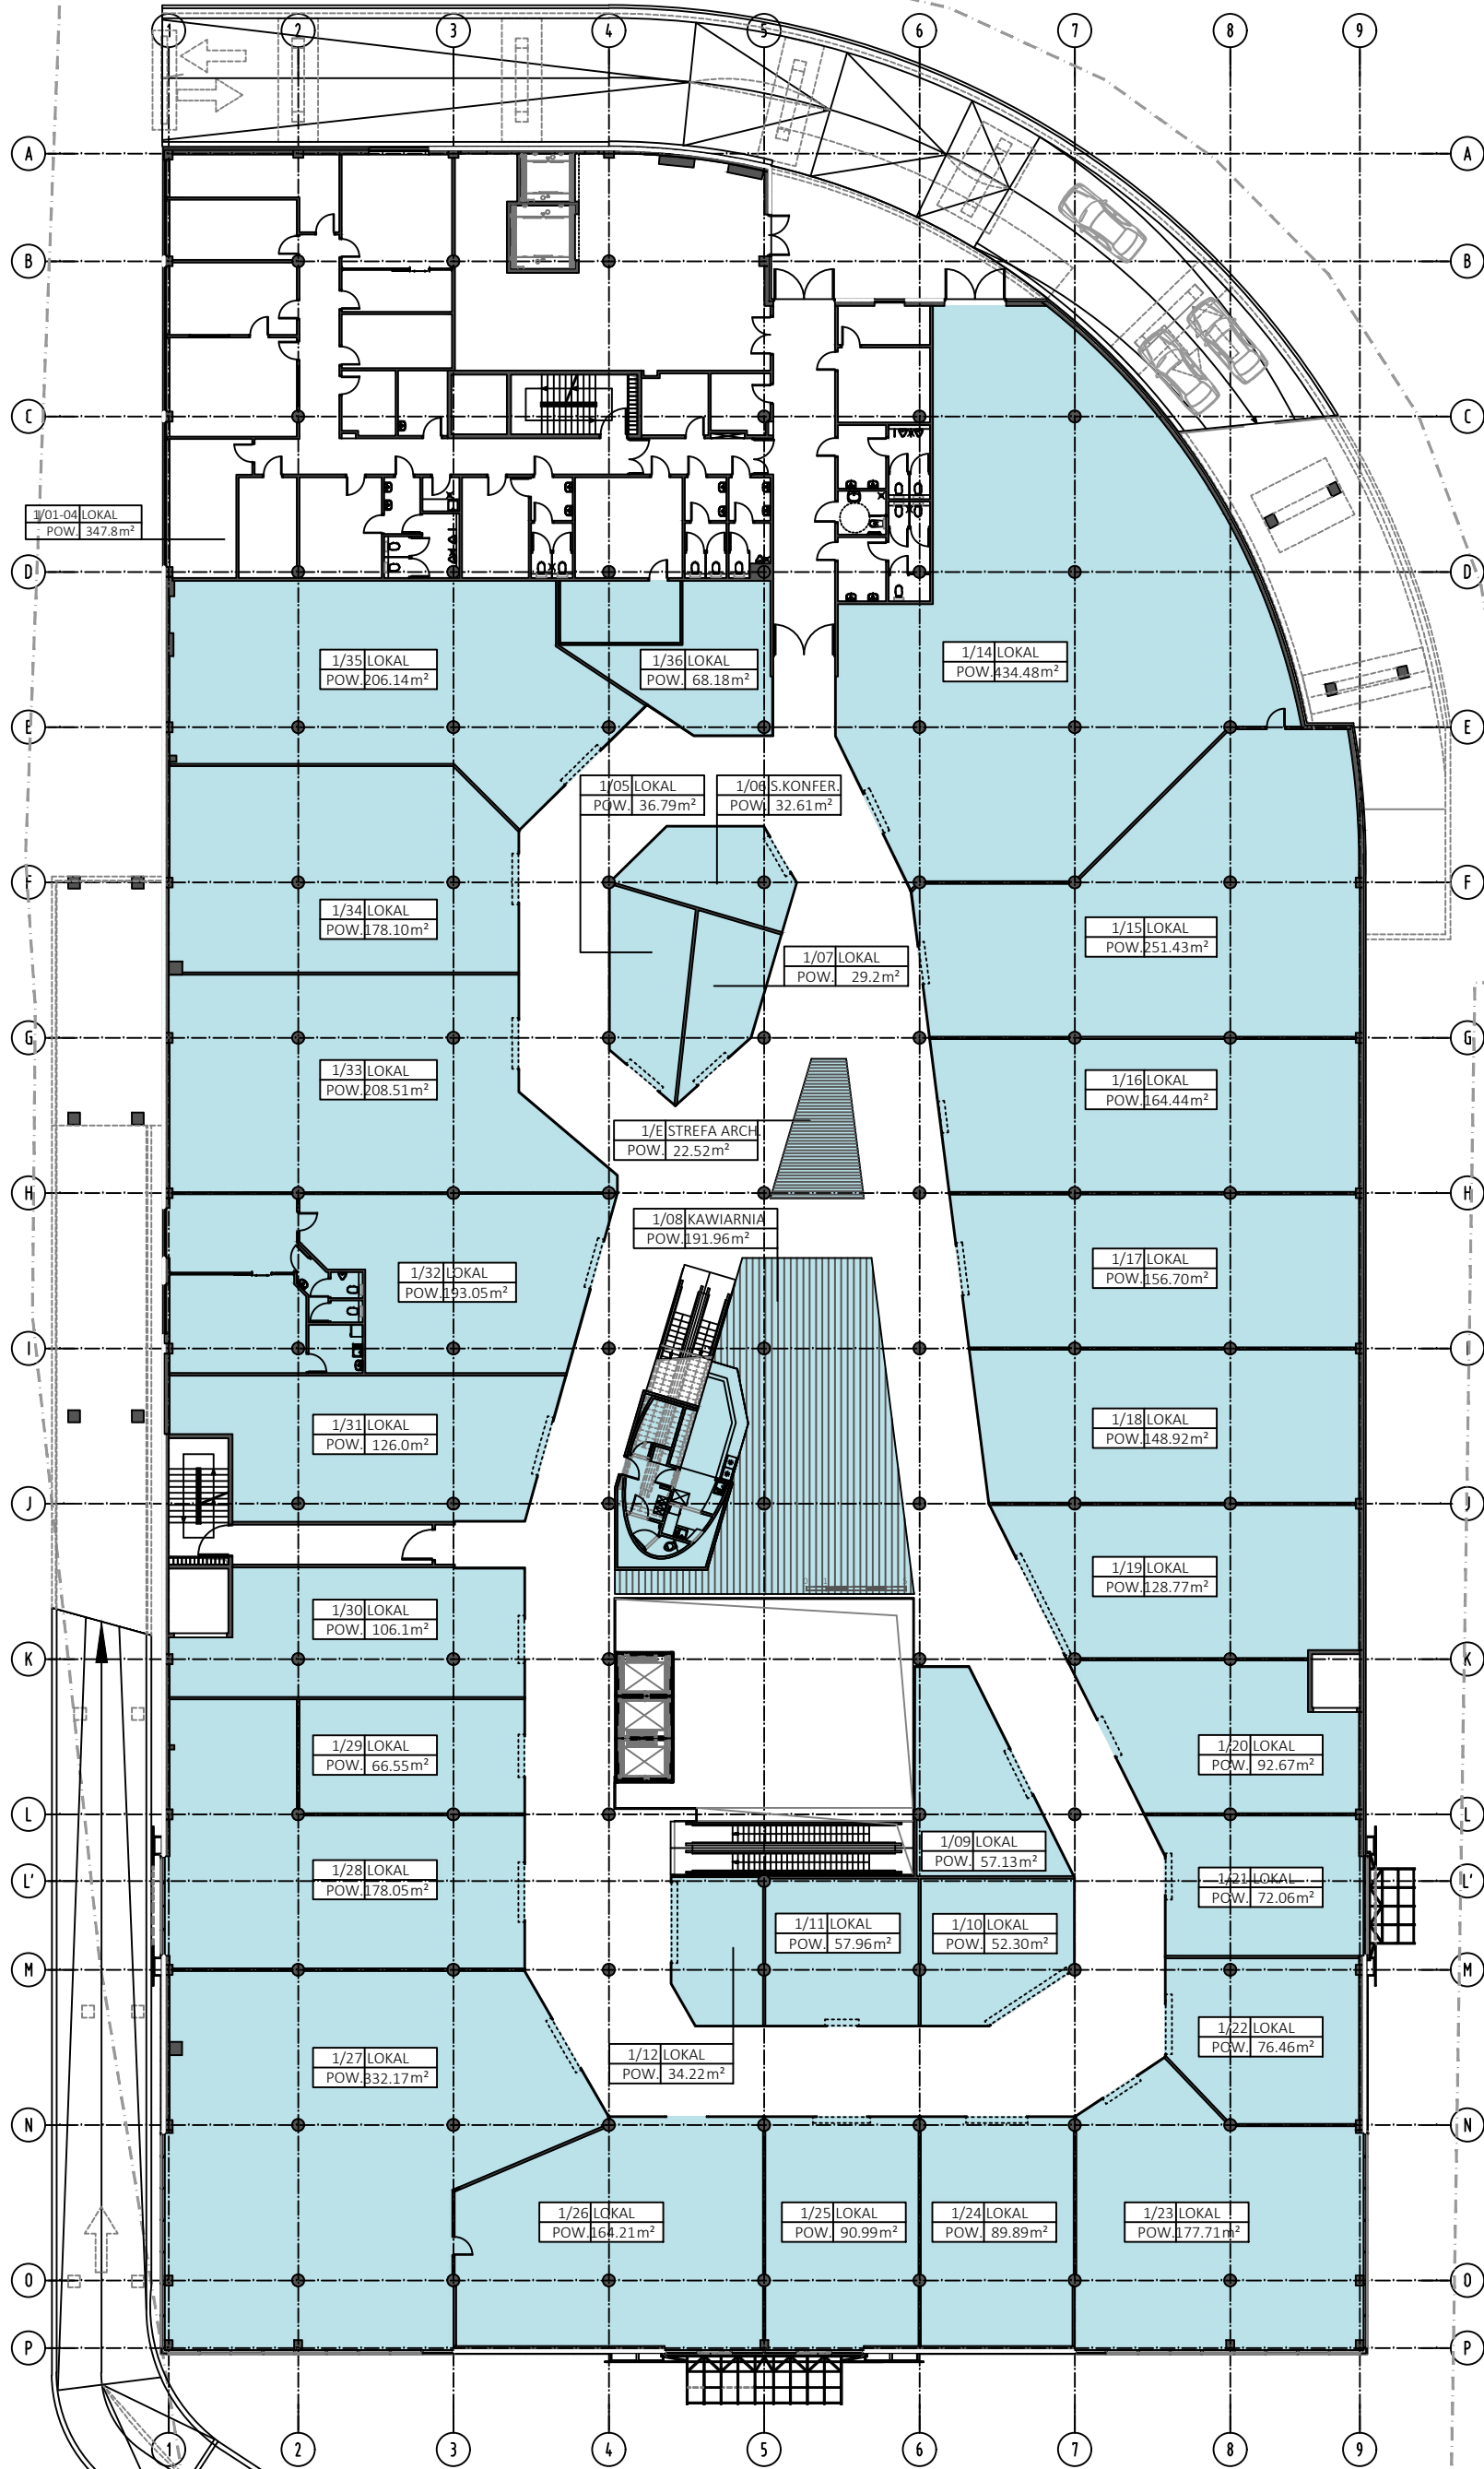 1 2 3 4 5 6 7 8 9
A A
B B
C C
1/01-04 LOKAL
POW. 347.8m²
D D
1/35 LOKAL
POW. 206.14m²
1/36 LOKAL
POW. 68.18m²
1/14 LOKAL
POW. 434.48m²
E E
1/05 LOKAL
POW. 36.79m²
1/06 S.KONFER.
POW. 32.61m²
F F
1/34 LOKAL
POW. 178.10m²
1/15 LOKAL
POW. 251.43m²
1/07 LOKAL
POW. 29.2m²
G G
1/33 LOKAL
POW. 208.51m²
1/16 LOKAL
POW. 164.44m²
1/E STREFA ARCH.
POW. 22.52m²
H H
1/08 KAWIARNIA
POW. 191.96m²
1/32 LOKAL
POW. 193.05m²
1/17 LOKAL
POW. 156.70m²
I I
1/31 LOKAL
POW. 126.0m²
1/18 LOKAL
POW. 148.92m²
J J
1/19 LOKAL
POW. 128.77m²
1/30 LOKAL
POW. 106.1m²
K K
1/29 LOKAL
POW. 66.55m²
1/20 LOKAL
POW. 92.67m²
L L
1/09 LOKAL
POW. 57.13m²
1/28 LOKAL
POW. 178.05m²
1/21 LOKAL
POW. 72.06m²
L' L'
1/11 LOKAL
POW. 57.96m²
1/10 LOKAL
POW. 52.30m²
M M
1/22 LOKAL
POW. 76.46m²
1/12 LOKAL
POW. 34.22m²
1/27 LOKAL
POW. 332.17m²
N N
1/26 LOKAL
POW. 164.21m²
1/25 LOKAL
POW. 90.99m²
1/24 LOKAL
POW. 89.89m²
1/23 LOKAL
POW. 177.71m²
O O
P P
1 2 3 4 5 6 7 8 9